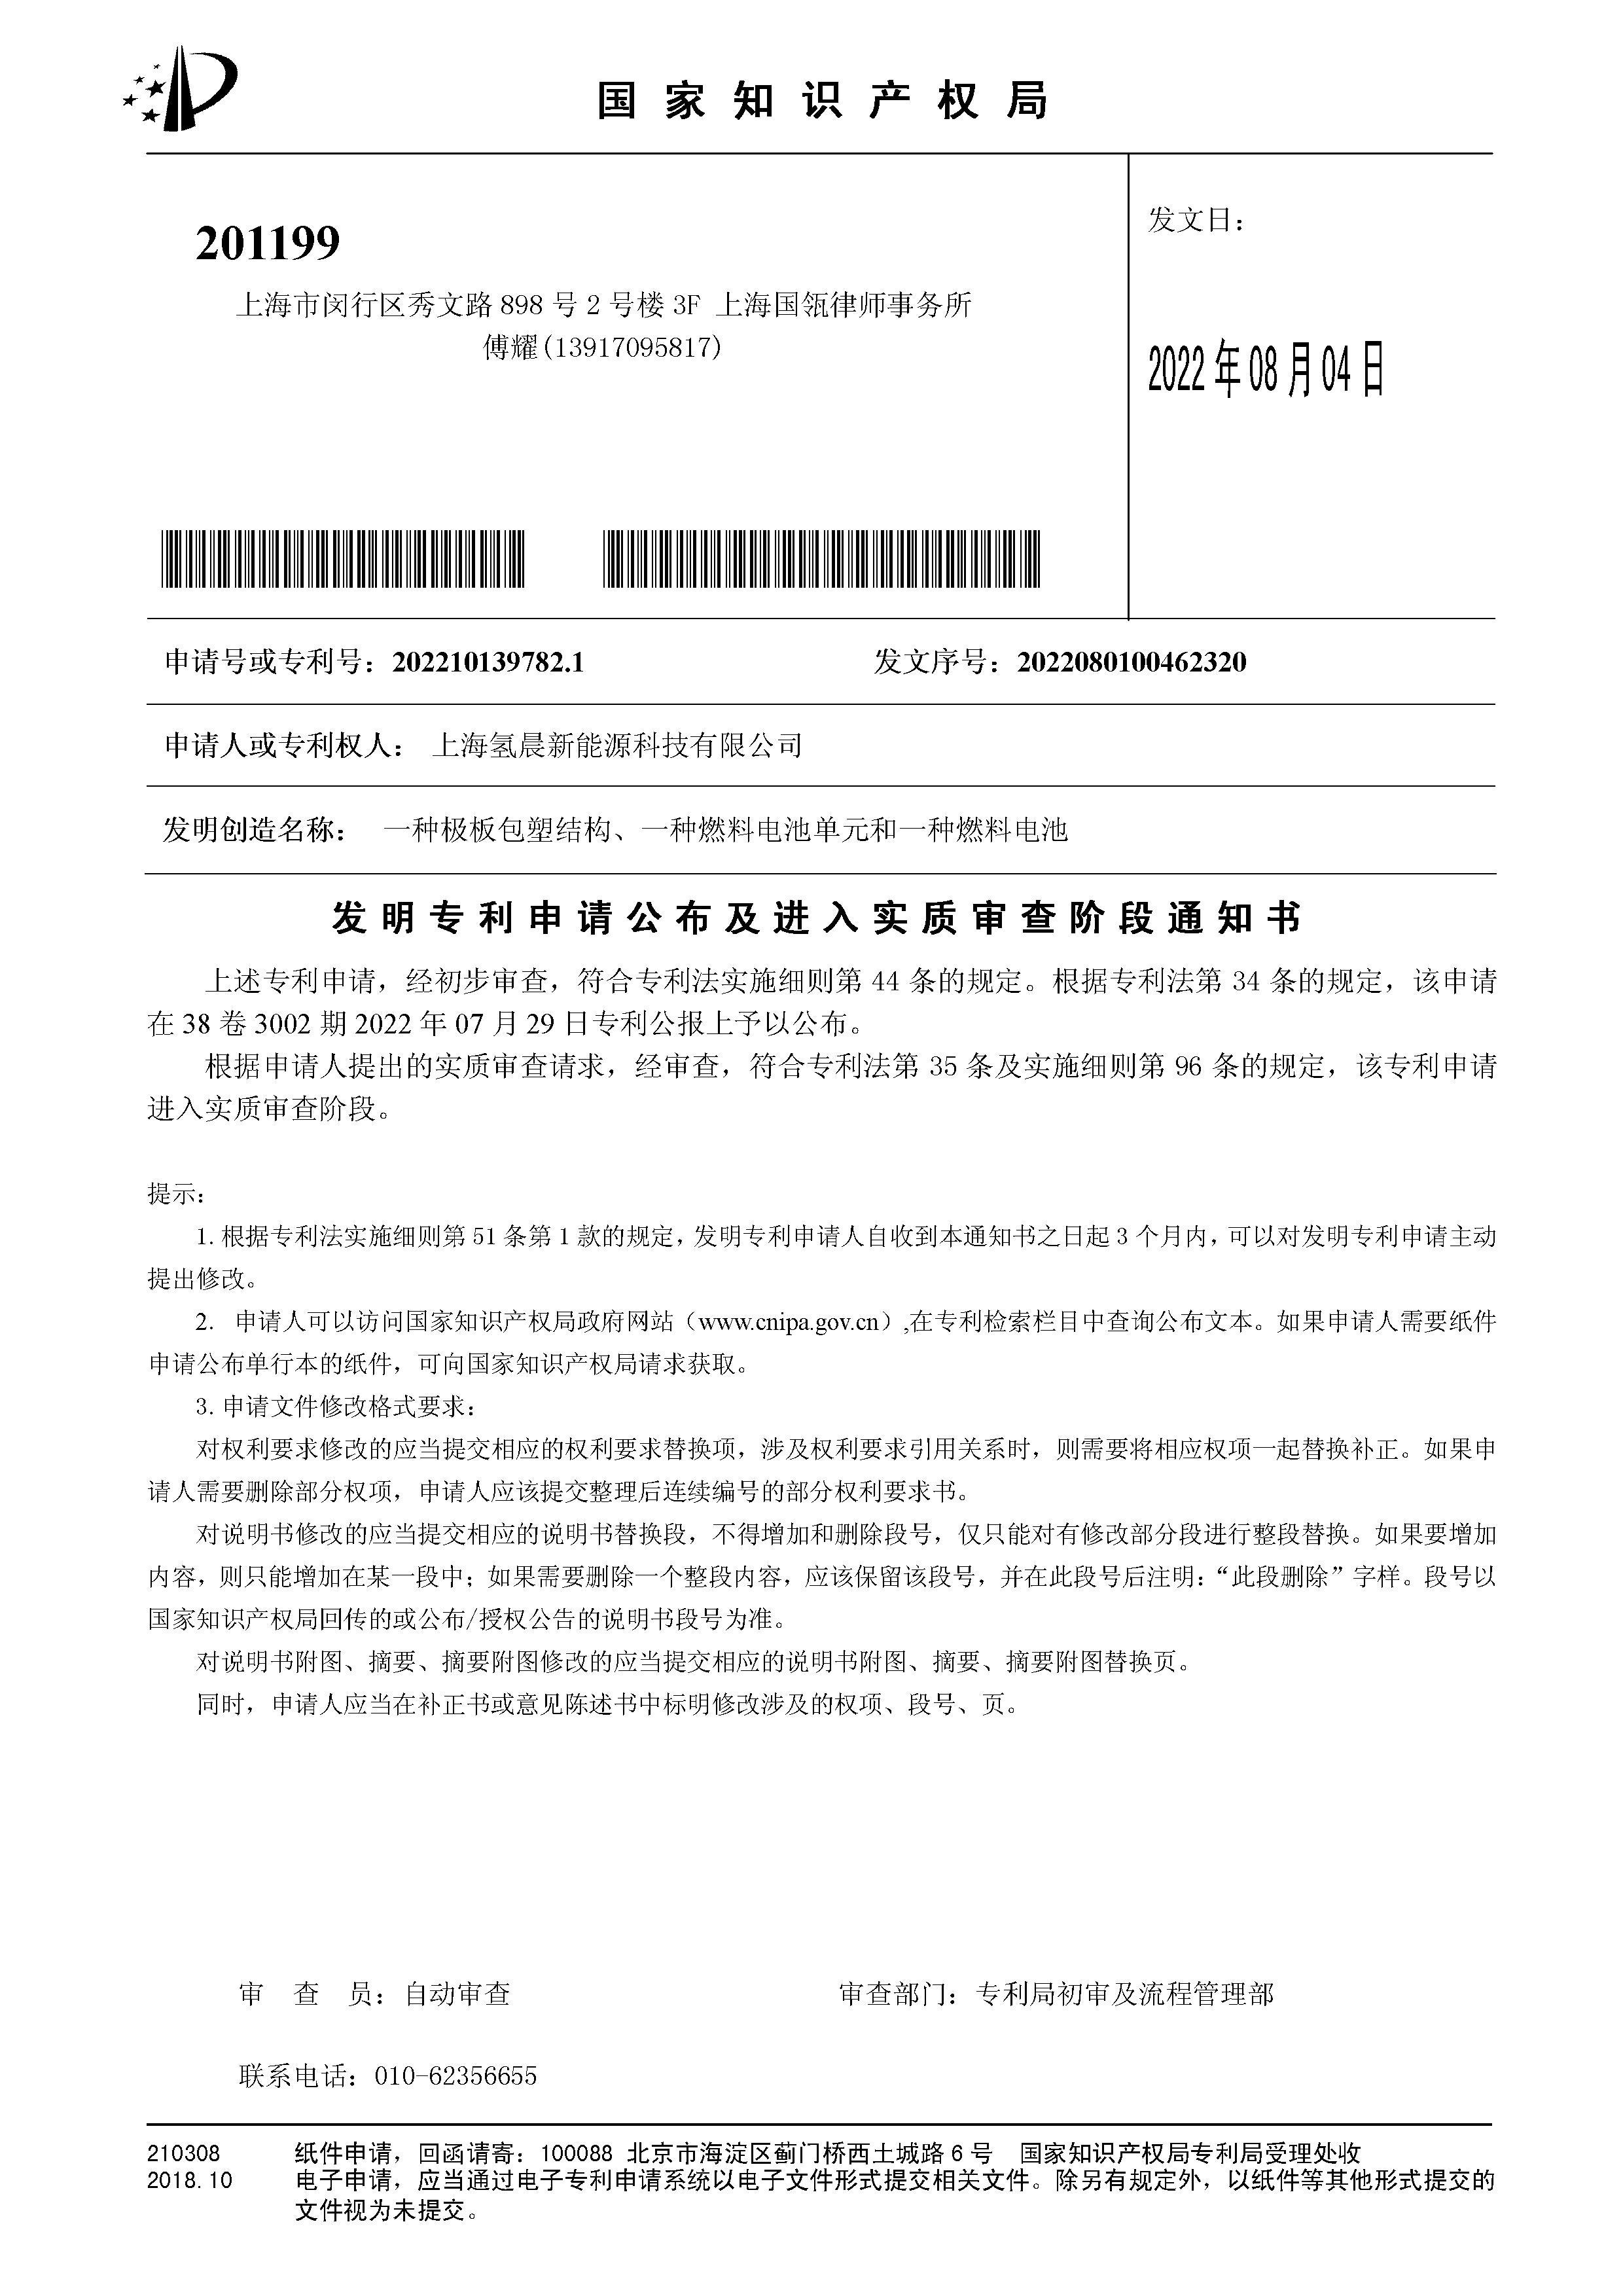 国家知识产权局
201199
上海市闵行区秀文路 898 号 2 号楼 3F 上海国瓴律师事务所
傅耀(13917095817)
发文日：
2022 年 08 月 04 日
申请号或专利号：202210139782.1
发文序号：2022080100462320
申请人或专利权人： 上海氢晨新能源科技有限公司
发明创造名称： 一种极板包塑结构、一种燃料电池单元和一种燃料电池
发明专利申请公布及进入实质审查阶段通知书
上述专利申请，经初步审查，符合专利法实施细则第 44 条的规定。根据专利法第 34 条的规定，该申请
在 38 卷 3002 期 2022 年 07 月 29 日专利公报上予以公布。
根据申请人提出的实质审查请求，经审查，符合专利法第 35 条及实施细则第 96 条的规定，该专利申请
进入实质审查阶段。
提示：
1. 根据专利法实施细则第 51 条第 1 款的规定，发明专利申请人自收到本通知书之日起 3 个月内，可以对发明专利申请主动
提出修改。
2. 申请人可以访问国家知识产权局政府网站（www.cnipa.gov.cn）,在专利检索栏目中查询公布文本。如果申请人需要纸件
申请公布单行本的纸件，可向国家知识产权局请求获取。
3. 申请文件修改格式要求：
对权利要求修改的应当提交相应的权利要求替换项，涉及权利要求引用关系时，则需要将相应权项一起替换补正。如果申
请人需要删除部分权项，申请人应该提交整理后连续编号的部分权利要求书。
对说明书修改的应当提交相应的说明书替换段，不得增加和删除段号，仅只能对有修改部分段进行整段替换。如果要增加
内容，则只能增加在某一段中；如果需要删除一个整段内容，应该保留该段号，并在此段号后注明：“此段删除”字样。段号以
国家知识产权局回传的或公布/授权公告的说明书段号为准。
对说明书附图、摘要、摘要附图修改的应当提交相应的说明书附图、摘要、摘要附图替换页。
同时，申请人应当在补正书或意见陈述书中标明修改涉及的权项、段号、页。
审 查 员：自动审查
审查部门：专利局初审及流程管理部
联系电话：010-62356655
210308 纸件申请，回函请寄：100088 北京市海淀区蓟门桥西土城路 6 号 国家知识产权局专利局受理处收
2018.10 电子申请，应当通过电子专利申请系统以电子文件形式提交相关文件。除另有规定外，以纸件等其他形式提交的
文件视为未提交。